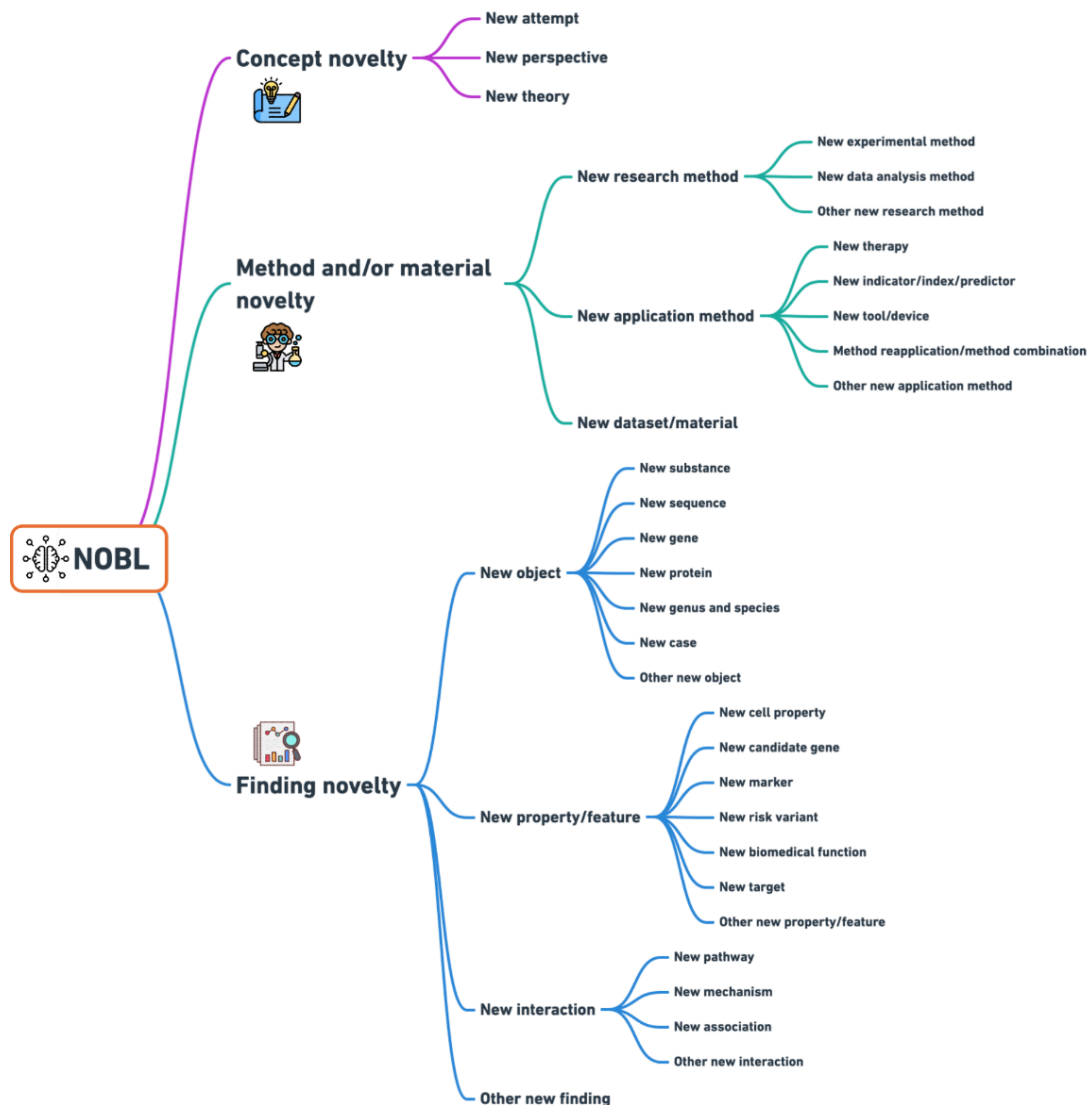 New attempt
Concept novelty
New perspective
New theory
New experimental method
New research method
New data analysis method
Other new research method
New therapy
Method and/or material
novelty
New indicator/index/predictor
New application method
New tool/device
Method reapplication/method combination
Other new application method
New dataset/material
New substance
New sequence
New gene
NOBL
New object
New protein
New genus and species
New case
Other new object
New cell property
New candidate gene
New marker
Finding novelty
New property/feature
New risk variant
New biomedical function
New target
Other new property/feature
New pathway
New mechanism
New interaction
New association
Other new interaction
Other new finding